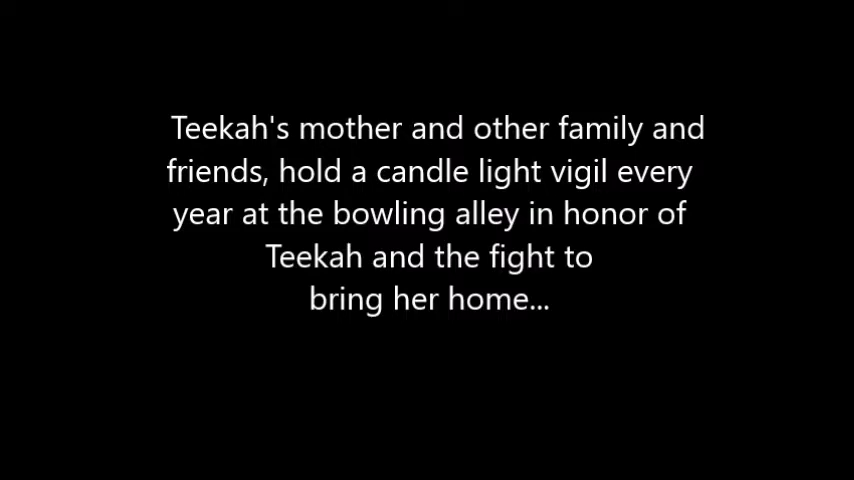 Teekah's mother and other family and
friends, hold a candle light vigil every
year at the bowling alley in honor of
Teekah and the fight to
bring her home...